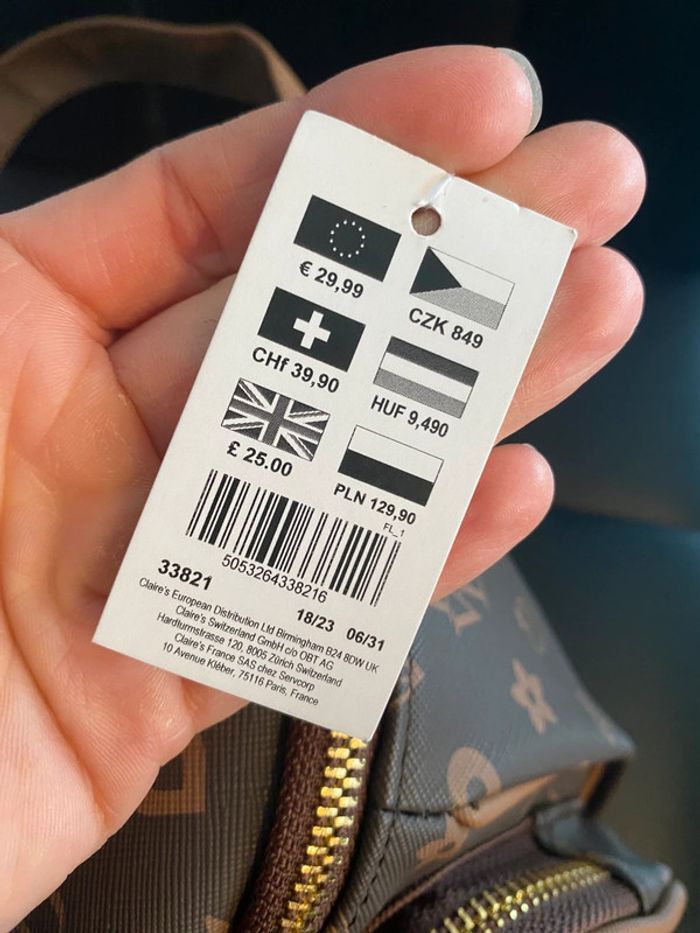 € 29,99
CZK 849
CHf 39,90
HUF 9,490
£ 25.00
PLN 129,90
FL_1
5053264338216
33821
18/23 06/31
Claire's European Distribution Ltd Birmingham B24 8DW UK
Claire's Switzerland GmbH c/o OBT AG
Hardturmstrasse 120, 8005 Zürich Switzerland
Claire's France SAS chez Servcorp
10 Avenue Kléber, 75116 Paris, France